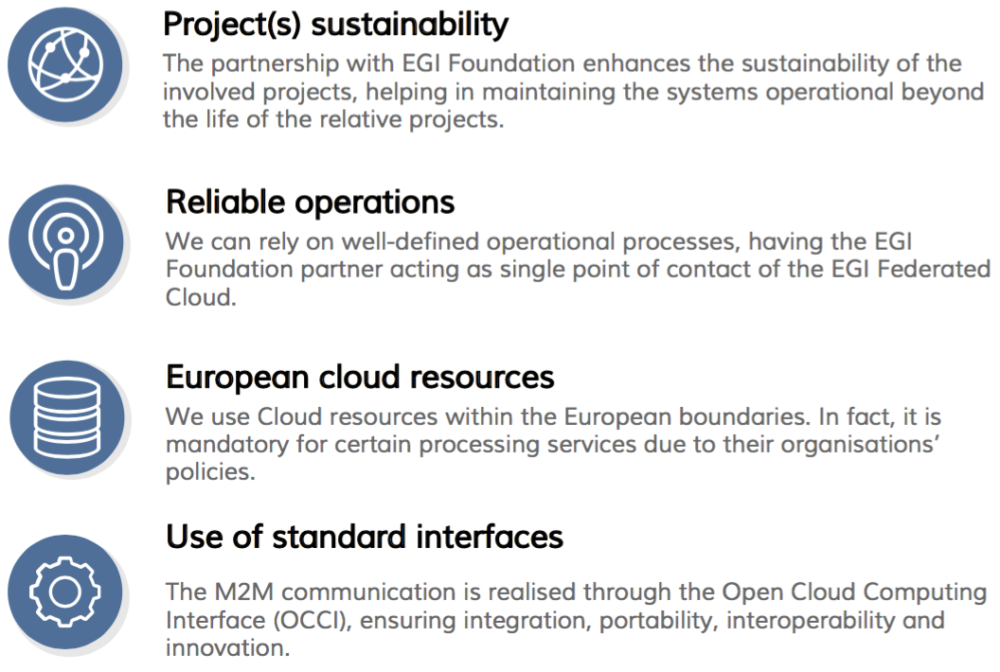 Project(s) sustainability
The partnership with EGI Foundation enhances the sustainability of the
involved projects, helping in maintaining the systems operational beyond
the life of the relative projects.
Reliable operations
We can rely on well-defined operational processes, having the EGI
Foundation partner acting as single point of contact of the EGI Federated
Cloud.
European cloud resources
We use Cloud resources within the European boundaries. In fact, it is
mandatory for certain processing services due to their organisations’
policies.
Use of standard interfaces
The M2M communication is realised through the Open Cloud Computing
Interface (OCCI), ensuring integration, portability, interoperability and
innovation.